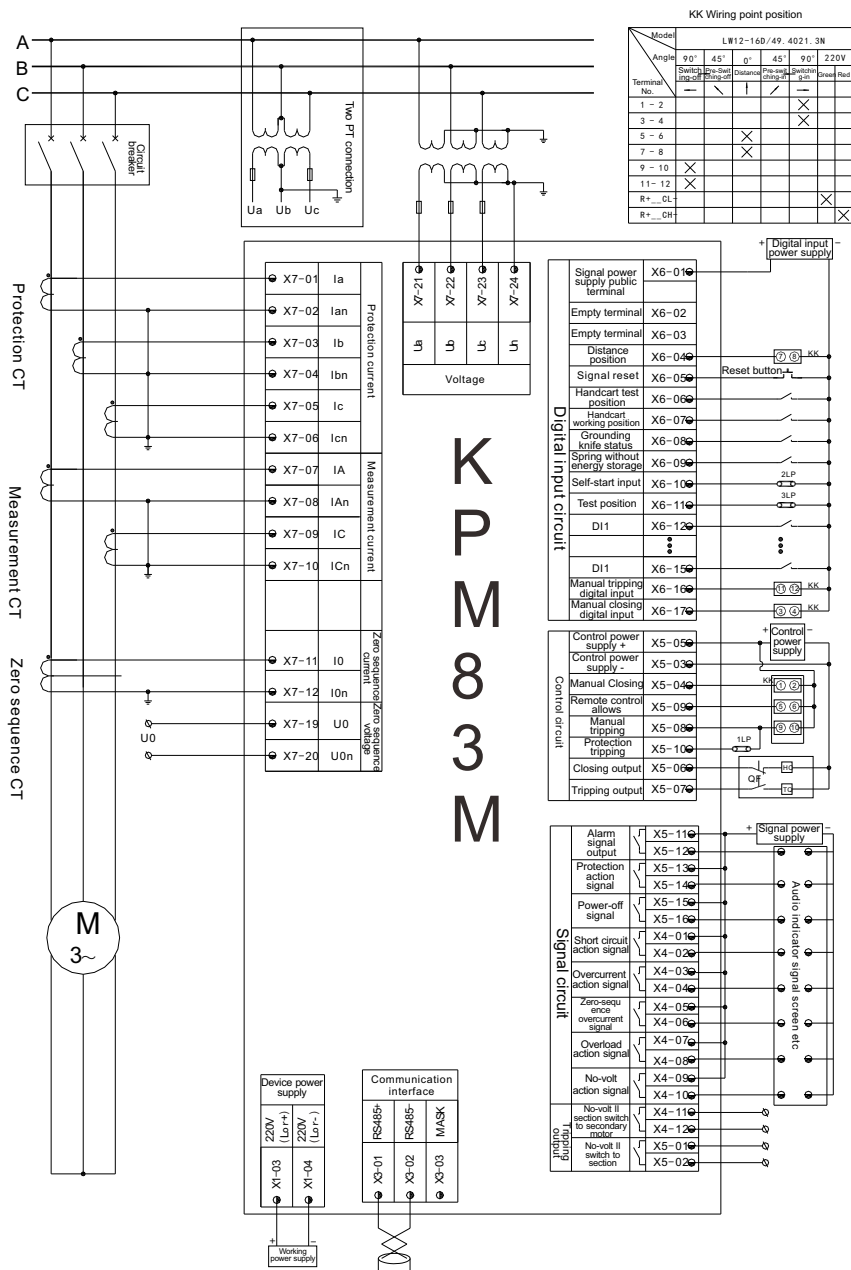 KK Wiring point position
Model
LW12-16D/49.4021.3N
Angle
90° 45° 0° 45° 90° 220V
Terminal No.
Switching-off
Pre-Switching-off
Distance
Pre-switching-in
Switching-in
Green
Red
1 - 2
3 - 4
5 - 6
7 - 8
9 - 10
11- 12
R+__CL-
R+__CH-
A
B
C
Circuit breaker
Two PT connection
Ua Ub Uc
Protection CT
Measurement CT
Zero sequence CT
U0
M
3~
X7-01 Ia
X7-02 Ian
X7-03 Ib
X7-04 Ibn
X7-05 Ic
X7-06 Icn
Protection current
X7-07 IA
X7-08 IAn
X7-09 IC
X7-10 ICn
Measurement current
X7-11 I0
X7-12 I0n
Zero sequence current
X7-19 U0
X7-20 U0n
Zero sequence voltage
X7-21 X7-22 X7-23 X7-24
Ua Ub Uc Un
Voltage
K
P
M
8
3
M
+ Digital input power supply -
Digital input circuit
Signal power supply public terminal X6-01
Empty terminal X6-02
Empty terminal X6-03
Distance position X6-04 7 8 KK
Signal reset X6-05 Reset button
Handcart test position X6-06
Handcart working position X6-07
Grounding knife status X6-08
Spring without energy storage X6-09
Self-start input X6-10 2LP
Test position X6-11 3LP
DI1 X6-12
DI1 X6-15
Manual tripping digital input X6-16 11 12 KK
Manual closing digital input X6-17 3 4 KK
+ Control power supply -
Control circuit
Control power supply + X5-05
Control power supply - X5-03
Manual Closing X5-04 KK 1 2
Remote control allows X5-09 5 6
Manual tripping X5-08 9 10
Protection tripping X5-10 1LP
Closing output X5-06 HC
QF
Tripping output X5-07 TQ
+ Signal power supply -
Signal circuit
Alarm signal output X5-11
X5-12
Protection action signal X5-13
X5-14
Power-off signal X5-15
X5-16
Short circuit action signal X4-01
X4-02
Overcurrent action signal X4-03
X4-04
Zero-sequence overcurrent signal X4-05
X4-06
Overload action signal X4-07
X4-08
No-volt action signal X4-09
X4-10
Audio indicator signal screen etc
Tripping output
No-volt II section switch to secondary motor X4-11
X4-12
No-volt II switch to section X5-01
X5-02
Device power supply
220V (L or+) 220V (L or-)
X1-03 X1-04
+ -
Working power supply
Communication interface
RS485+ RS485- MASK
X3-01 X3-02 X3-03